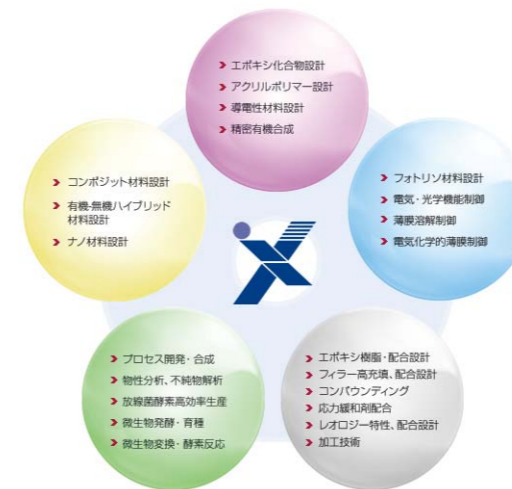 エポキシ化合物設計
アクリルポリマー設計
導電性材料設計
精密有機合成
コンポジット材料設計
有機-無機ハイブリッド
材料設計
ナノ材料設計
フォトリソ材料設計
電気・光学機能制御
薄膜溶解制御
電気化学的薄膜制御
プロセス開発・合成
物性分析、不純物解析
放線菌酵素高効率生産
微生物発酵・育種
微生物変換・酵素反応
エポキシ樹脂・配合設計
フィラー高充填、配合設計
コンパウンディング
応力緩和剤配合
レオロジー特性、配合設計
加工技術